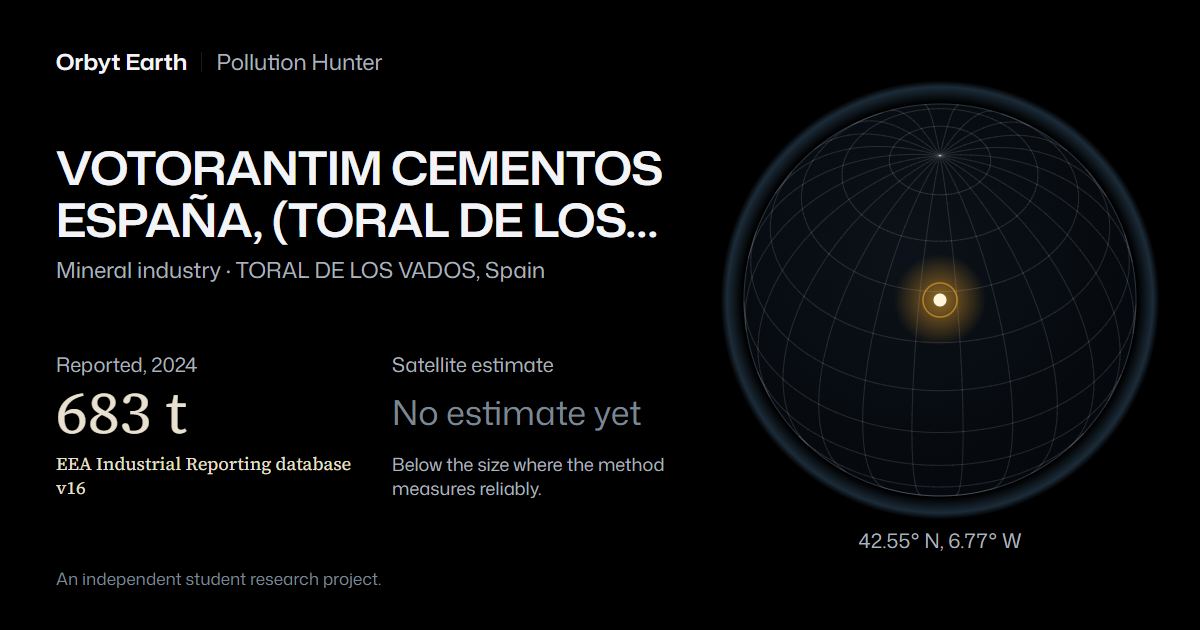 Orbyt Earth | Pollution Hunter
VOTORANTIM CEMENTOS
ESPAÑA, (TORAL DE LOS...
Mineral industry · TORAL DE LOS VADOS, Spain
Reported, 2024
683 t
EEA Industrial Reporting database
v16
Satellite estimate
No estimate yet
Below the size where the method
measures reliably.
42.55° N, 6.77° W
An independent student research project.